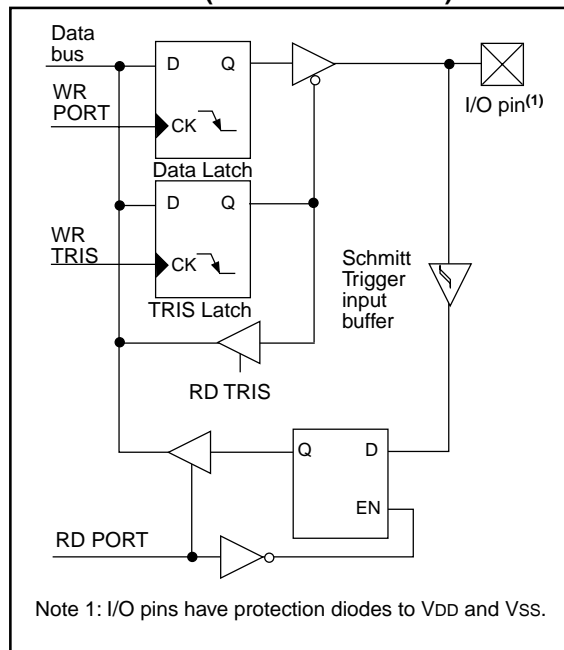 Data
bus
D Q
WR
PORT
CK
I/O pin(1)
Data Latch
D Q
WR
TRIS
CK
Schmitt
Trigger
input
buffer
TRIS Latch
RD TRIS
Q D
EN
RD PORT
Note 1: I/O pins have protection diodes to VDD and VSS.